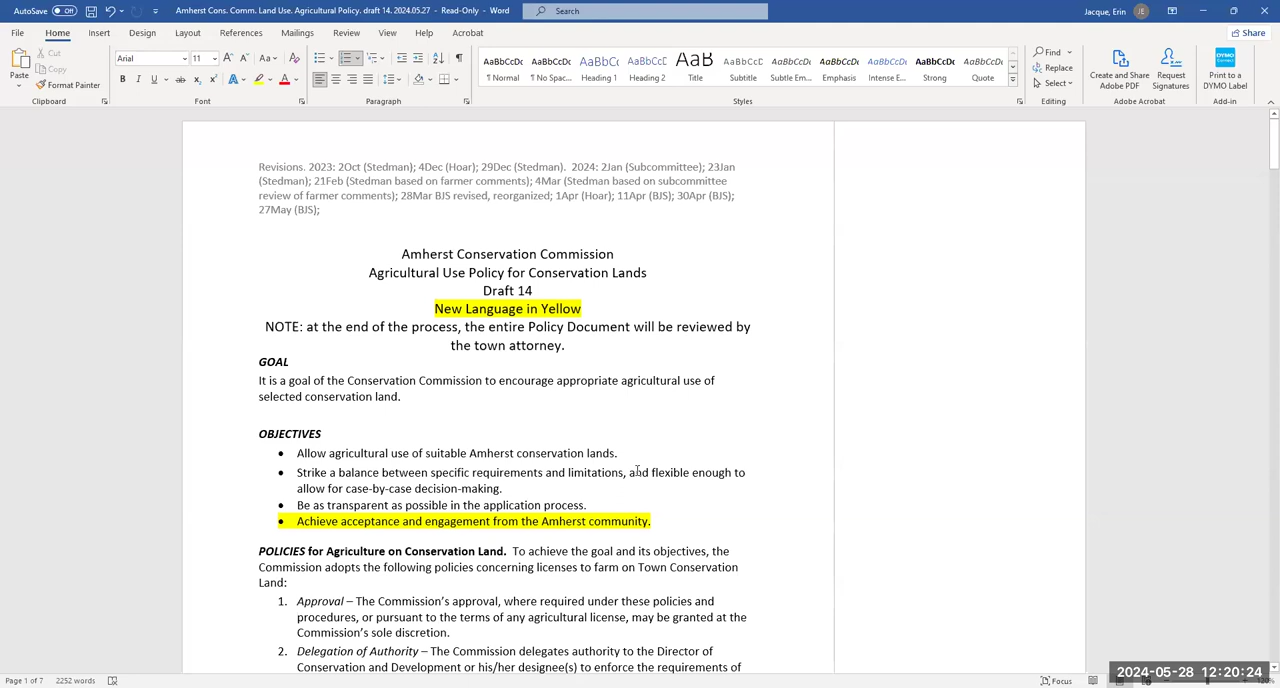 AutoSave Off Amherst Cons. Comm. Land Use. Agricultural Policy. draft 14. 2024.05.27 - Read-Only - Word Search Jacque, Erin JE
File Home Insert Design Layout References Mailings Review View Help Acrobat Share
Paste Cut Copy Format Painter
Arial 11
AaBbCcDc AaBbCcDc AaBbC( AaBbCcC AaB AaBbCcC AaBbCcDc AaBbCcDc AaBbCcDc AaBbCcDc AaBbCcDc
¶ Normal ¶ No Spac... Heading 1 Heading 2 Title Subtitle Subtle Em... Emphasis Intense E... Strong Quote
Find Replace Select
Create and Share Adobe PDF
Request Signatures
Print to a DYMO Label
Clipboard Font Paragraph Styles Editing Adobe Acrobat Add-in
Revisions. 2023: 2Oct (Stedman); 4Dec (Hoar); 29Dec (Stedman). 2024: 2Jan (Subcommittee); 23Jan
(Stedman); 21Feb (Stedman based on farmer comments); 4Mar (Stedman based on subcommittee
review of farmer comments); 28Mar BJS revised, reorganized; 1Apr (Hoar); 11Apr (BJS); 30Apr (BJS);
27May (BJS);
Amherst Conservation Commission
Agricultural Use Policy for Conservation Lands
Draft 14
New Language in Yellow
NOTE: at the end of the process, the entire Policy Document will be reviewed by
the town attorney.
GOAL
It is a goal of the Conservation Commission to encourage appropriate agricultural use of
selected conservation land.
OBJECTIVES
• Allow agricultural use of suitable Amherst conservation lands.
• Strike a balance between specific requirements and limitations, and flexible enough to
allow for case-by-case decision-making.
• Be as transparent as possible in the application process.
• Achieve acceptance and engagement from the Amherst community.
POLICIES for Agriculture on Conservation Land. To achieve the goal and its objectives, the
Commission adopts the following policies concerning licenses to farm on Town Conservation
Land:
1. Approval – The Commission's approval, where required under these policies and
procedures, or pursuant to the terms of any agricultural license, may be granted at the
Commission's sole discretion.
2. Delegation of Authority – The Commission delegates authority to the Director of
Conservation and Development or his/her designee(s) to enforce the requirements of
Page 1 of 7 2252 words Focus
2024-05-28 12:20:24